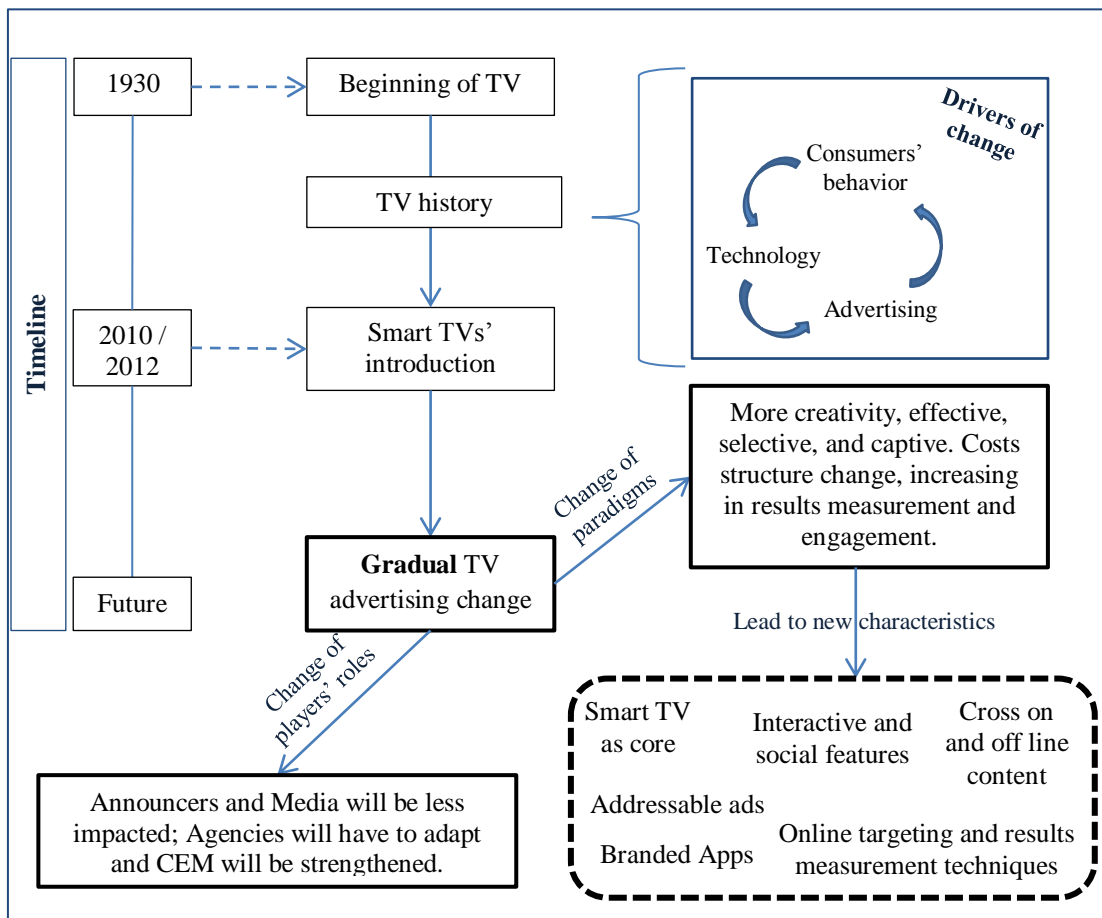 Timeline
1930
2010 /
2012
Future
Beginning of TV
TV history
Smart TVs’
introduction
Gradual TV
advertising change
Drivers of
change
Consumers’
behavior
Technology
Advertising
Change of
paradigms
More creativity, effective,
selective, and captive. Costs
structure change, increasing
in results measurement and
engagement.
Lead to new characteristics
Smart TV
as core
Interactive and
social features
Cross on
and off line
content
Addressable ads
Branded Apps
Online targeting and results
measurement techniques
Change of
players’ roles
Announcers and Media will be less
impacted; Agencies will have to adapt
and CEM will be strengthened.